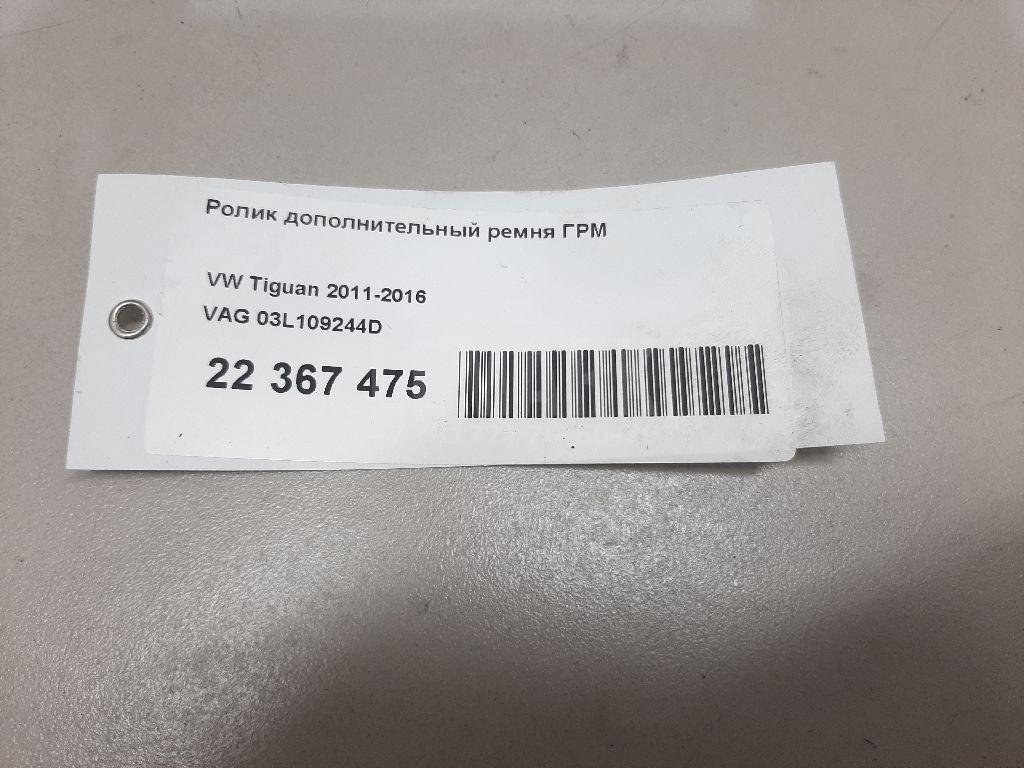 Ролик дополнительный ремня ГРМ
VW Tiguan 2011-2016
VAG 03L109244D
22 367 475